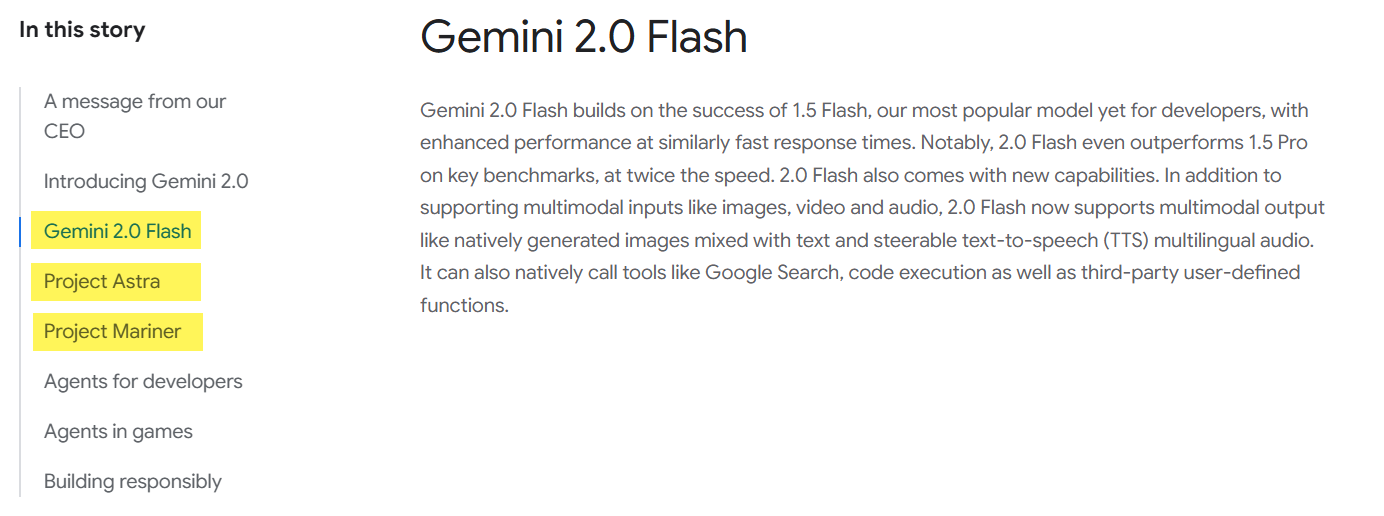 In this story
A message from our
CEO
Introducing Gemini 2.0
Gemini 2.0 Flash
Project Astra
Project Mariner
Agents for developers
Agents in games
Building responsibly
Gemini 2.0 Flash
Gemini 2.0 Flash builds on the success of 1.5 Flash, our most popular model yet for developers, with
enhanced performance at similarly fast response times. Notably, 2.0 Flash even outperforms 1.5 Pro
on key benchmarks, at twice the speed. 2.0 Flash also comes with new capabilities. In addition to
supporting multimodal inputs like images, video and audio, 2.0 Flash now supports multimodal output
like natively generated images mixed with text and steerable text-to-speech (TTS) multilingual audio.
It can also natively call tools like Google Search, code execution as well as third-party user-defined
functions.